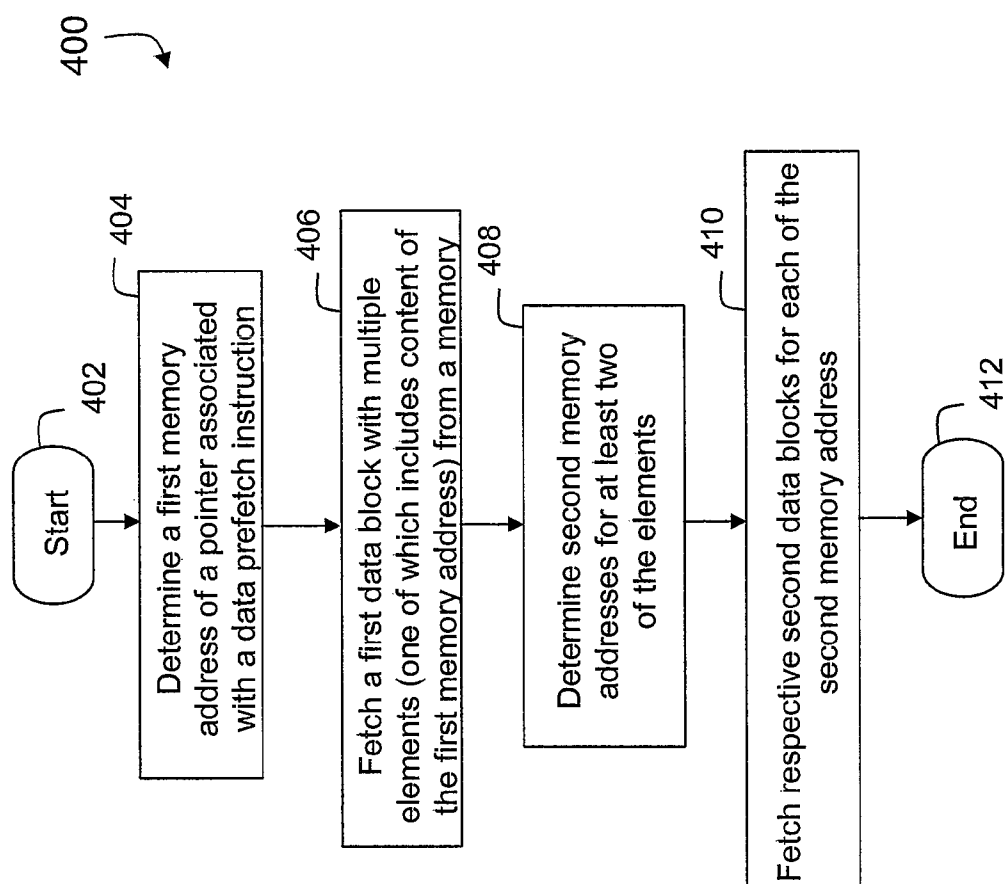 400
Start
402
Determine a first memory
address of a pointer associated
with a data prefetch instruction
404
Fetch a first data block with multiple
elements (one of which includes content of
the first memory address) from a memory
406
Determine second memory
addresses for at least two
of the elements
408
Fetch respective second data blocks for each of the
second memory address
410
End
412